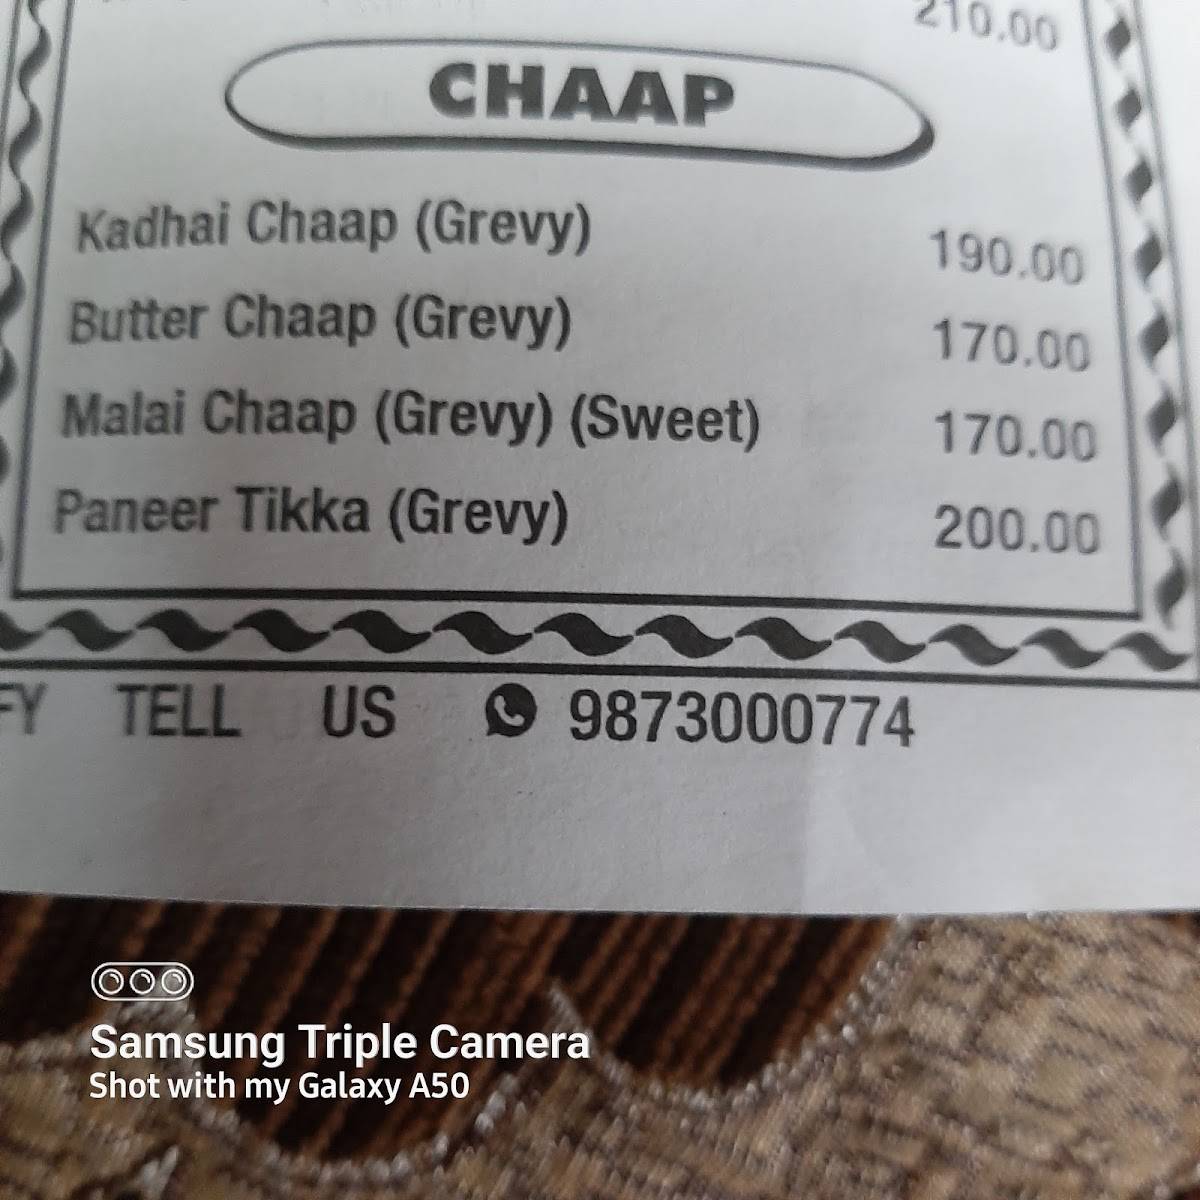 210.00
CHAAP
Kadhai Chaap (Grevy) 190.00
Butter Chaap (Grevy) 170.00
Malai Chaap (Grevy) (Sweet) 170.00
Paneer Tikka (Grevy) 200.00
FY TELL US 9873000774
Samsung Triple Camera
Shot with my Galaxy A50